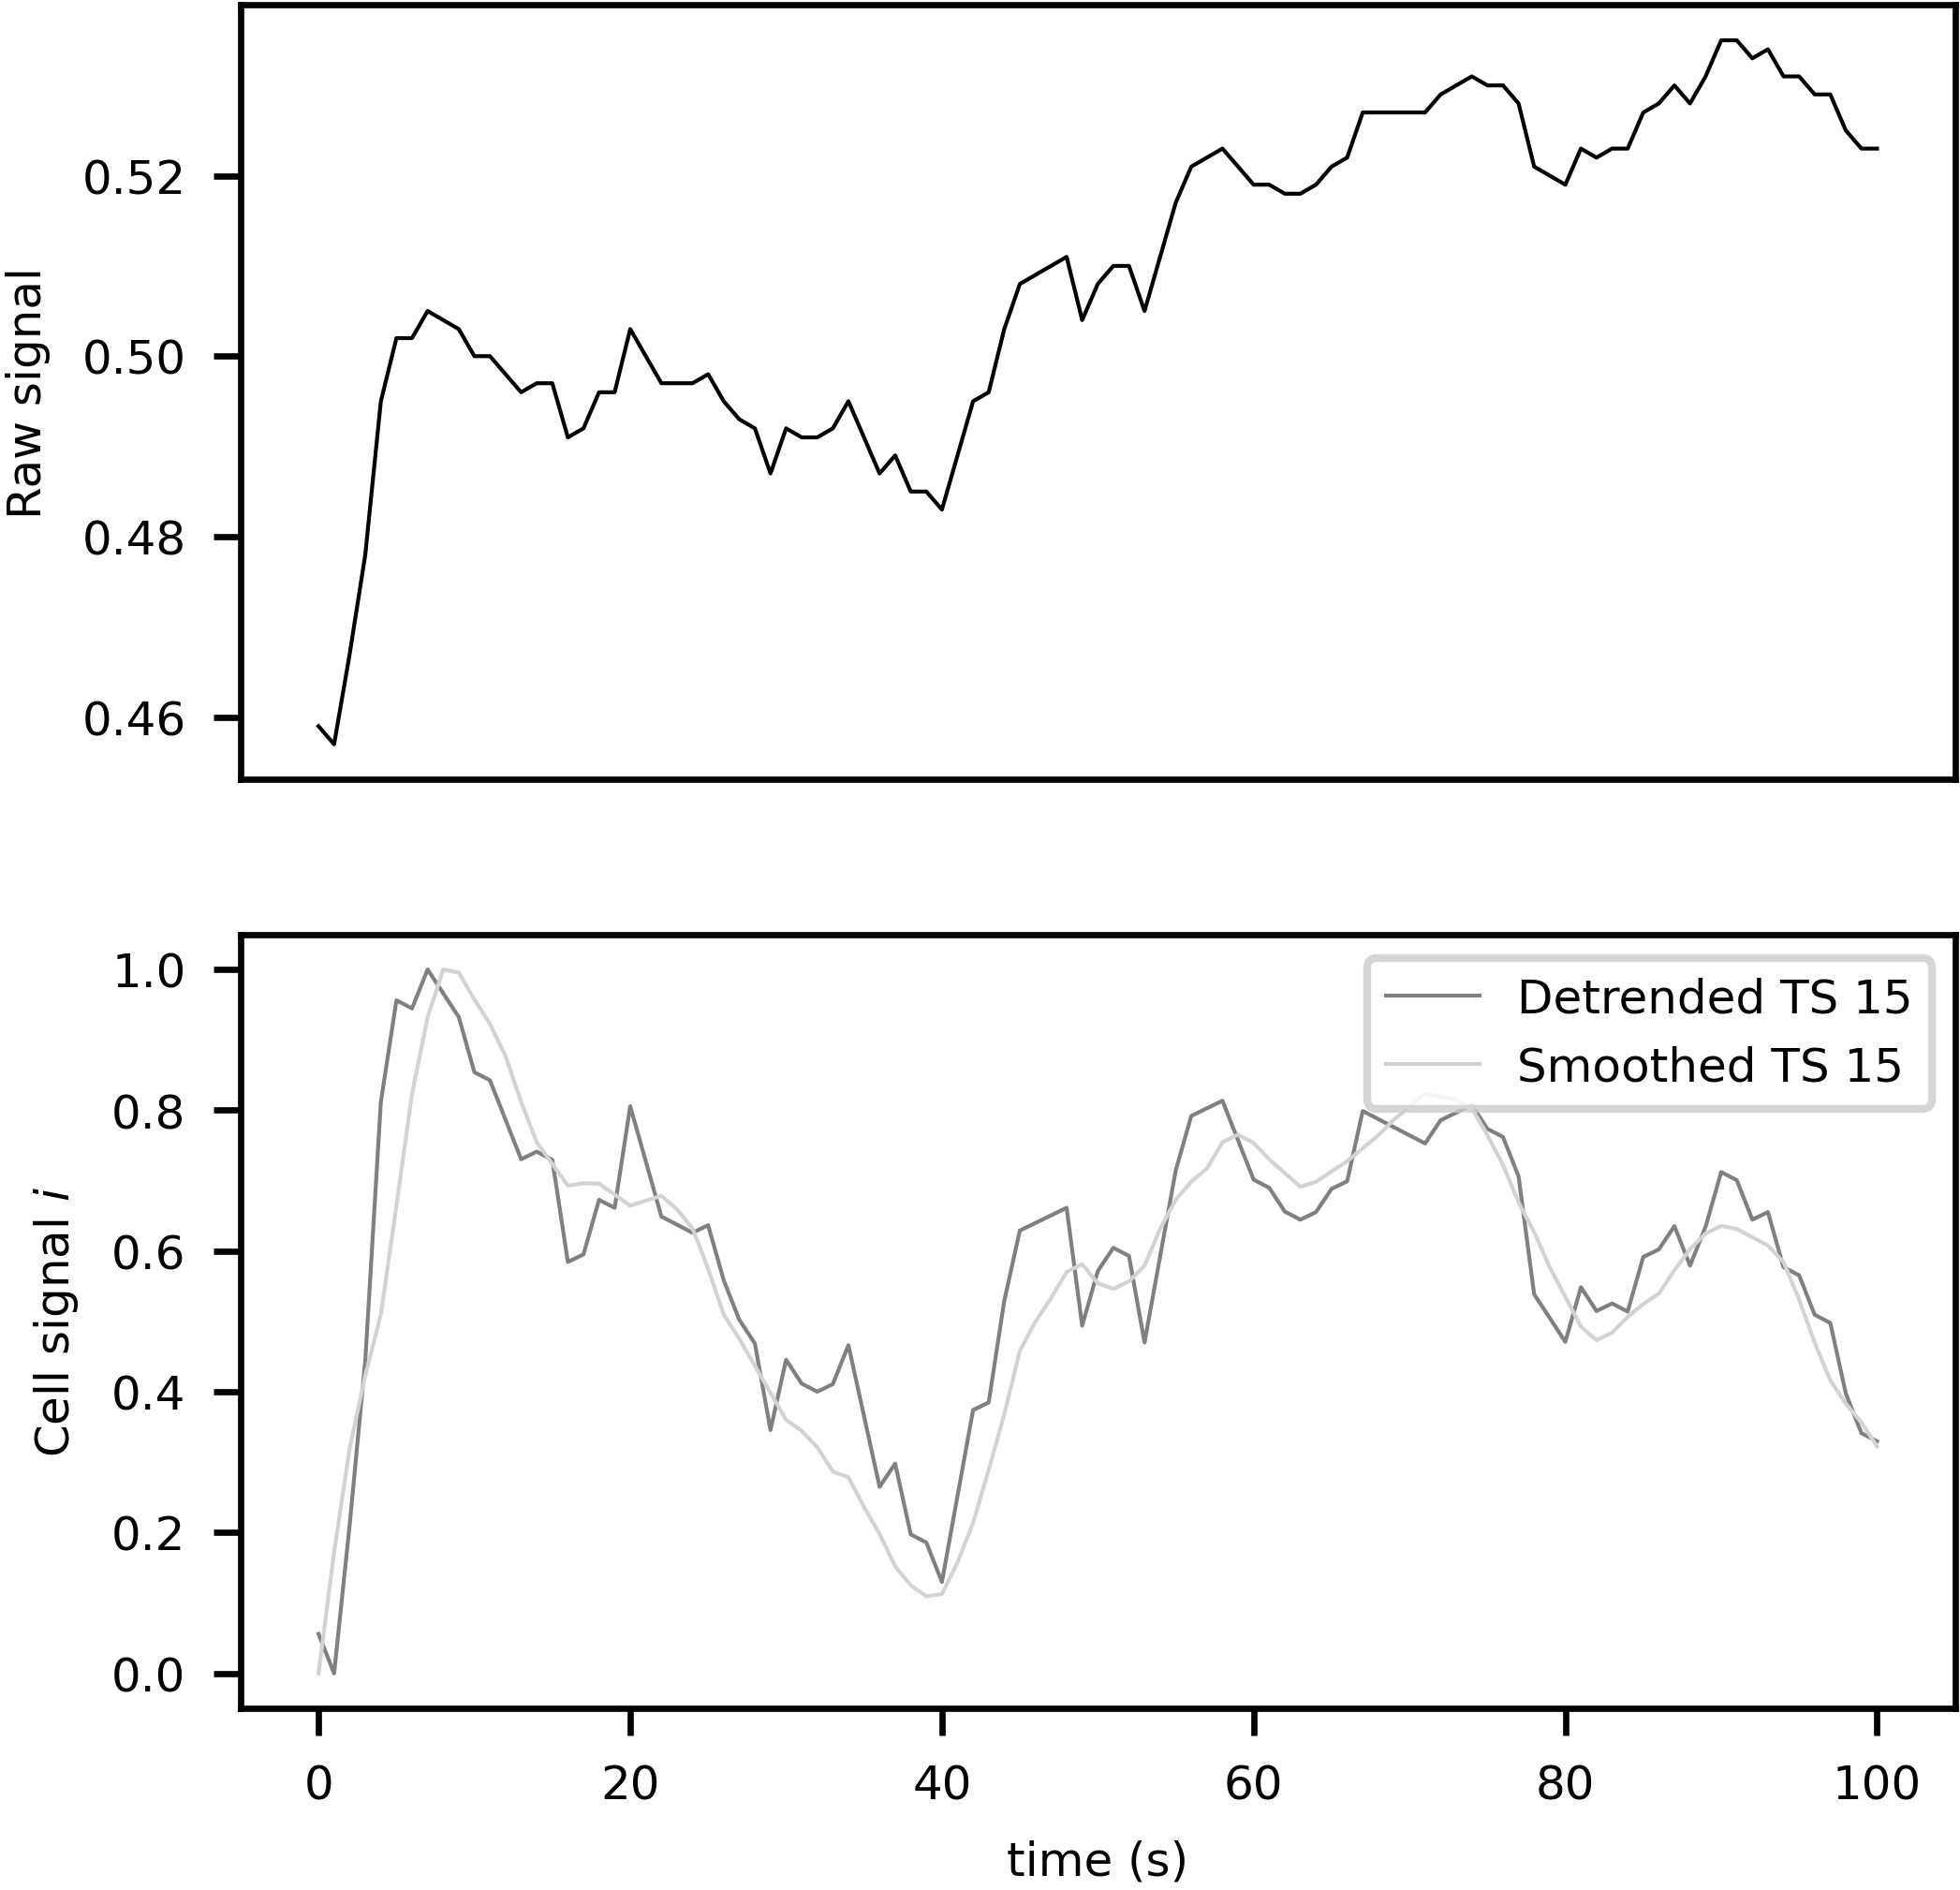 Raw signal
0.52
0.50
0.48
0.46
Cell signal i
1.0
0.8
0.6
0.4
0.2
0.0
Detrended TS 15
Smoothed TS 15
0 20 40 60 80 100
time (s)